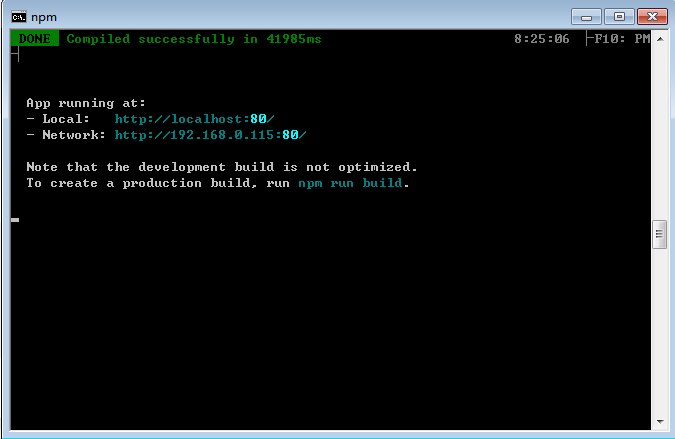 npm
DONE Compiled successfully in 41985ms 8:25:06 ├F10: PM
┤
App running at:
- Local: http://localhost:80/
- Network: http://192.168.0.115:80/
Note that the development build is not optimized.
To create a production build, run npm run build.